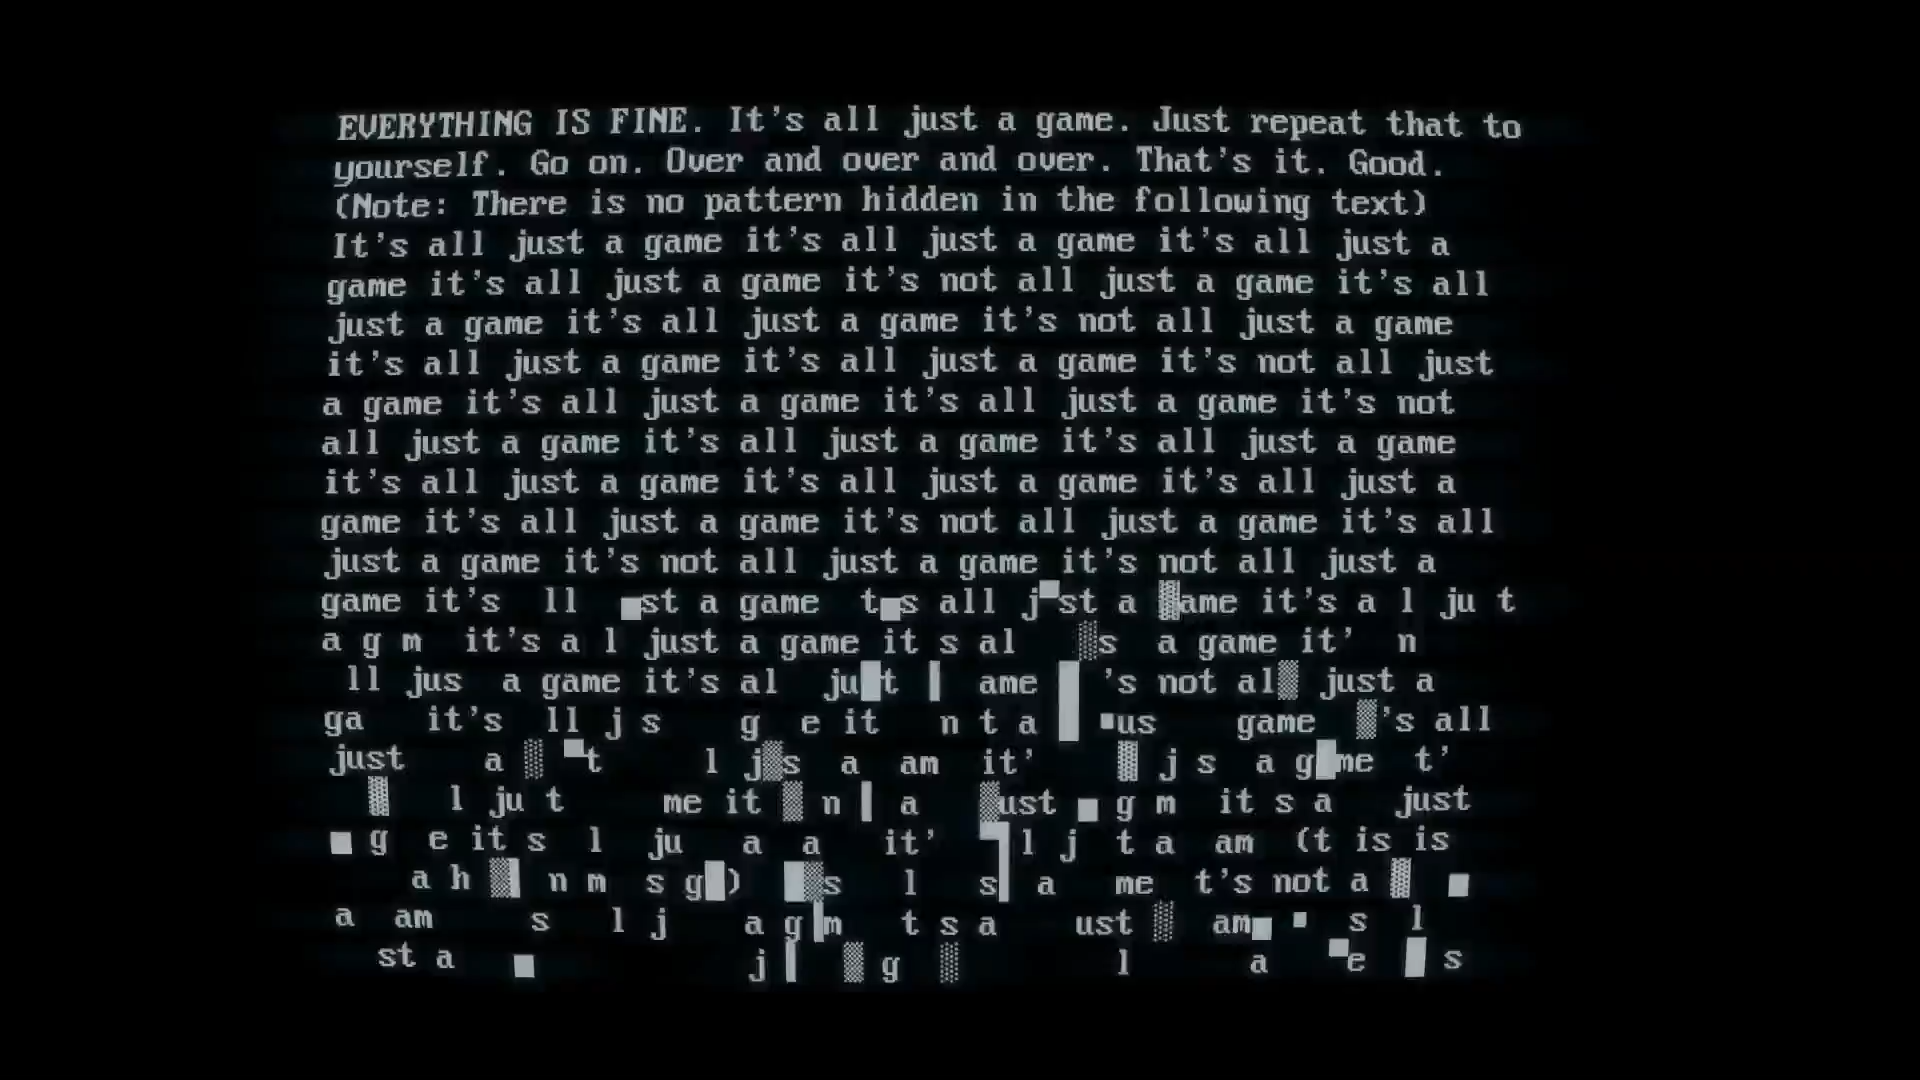 EVERYTHING IS FINE. It's all just a game. Just repeat that to
yourself. Go on. Over and over and over. That's it. Good.
(Note: There is no pattern hidden in the following text)
It's all just a game it's all just a game it's all just a
game it's all just a game it's not all just a game it's all
just a game it's all just a game it's not all just a game
it's all just a game it's all just a game it's not all just
a game it's all just a game it's all just a game it's not
all just a game it's all just a game it's all just a game
it's all just a game it's all just a game it's all just a
game it's all just a game it's not all just a game it's all
just a game it's not all just a game it's not all just a
game it's ll st a game t s all j st a ame it's a l ju t
a g m it's a l just a game it s al s a game it' n
ll jus a game it's al ju t ame 's not al just a
ga it's ll j s g e it n t a us game 's all
just a t l j s a am it' j s a g me t'
l ju t me it n a ust g m it s a just
g e it s l ju a a it' l j t a am (t is is
a h n m s g ) s l s a me t's not a
a am s l j a g m t s a ust am s l
st a j g l a e s